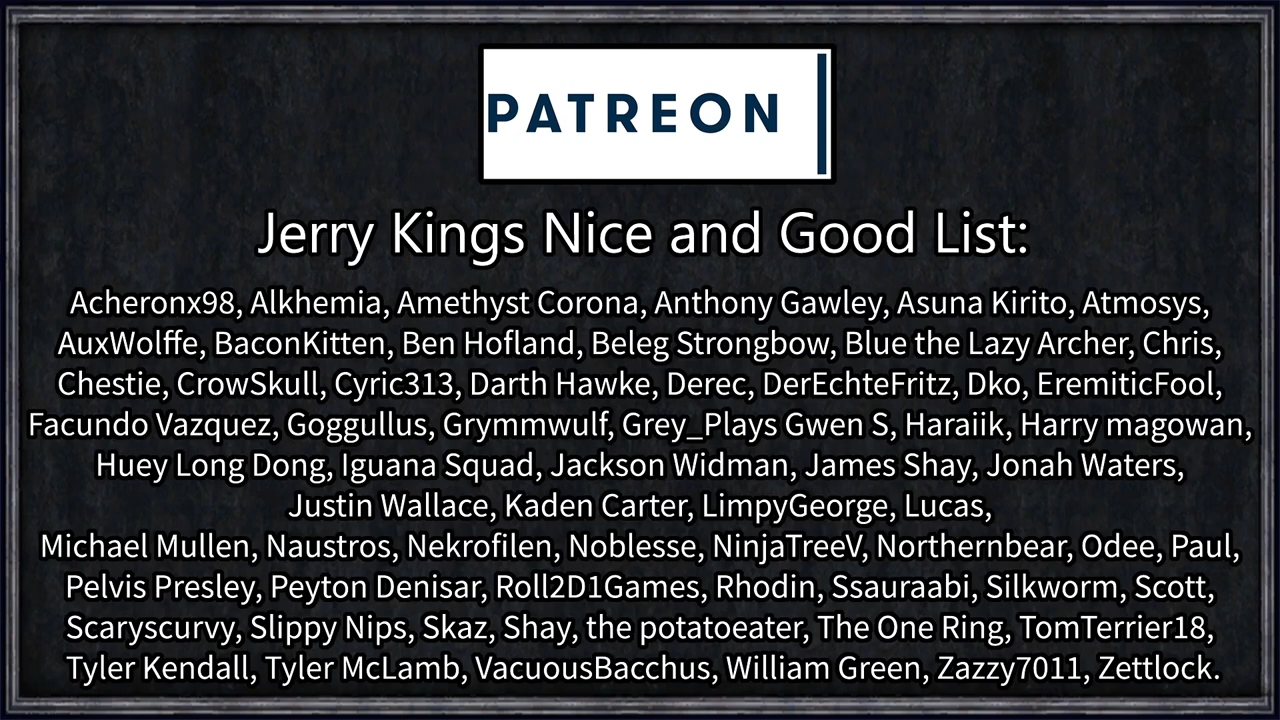 PATREON
Jerry Kings Nice and Good List:
Acheronx98, Alkhemia, Amethyst Corona, Anthony Gawley, Asuna Kirito, Atmosys,
AuxWolffe, BaconKitten, Ben Hofland, Beleg Strongbow, Blue the Lazy Archer, Chris,
Chestie, CrowSkull, Cyric313, Darth Hawke, Derec, DerEchteFritz, Dko, EremiticFool,
Facundo Vazquez, Goggullus, Grymmwulf, Grey_Plays Gwen S, Haraiik, Harry magowan,
Huey Long Dong, Iguana Squad, Jackson Widman, James Shay, Jonah Waters,
Justin Wallace, Kaden Carter, LimpyGeorge, Lucas,
Michael Mullen, Naustros, Nekrofilen, Noblesse, NinjaTreeV, Northernbear, Odee, Paul,
Pelvis Presley, Peyton Denisar, Roll2D1Games, Rhodin, Ssauraabi, Silkworm, Scott,
Scaryscurvy, Slippy Nips, Skaz, Shay, the potatoeater, The One Ring, TomTerrier18,
Tyler Kendall, Tyler McLamb, VacuousBacchus, William Green, Zazzy7011, Zettlock.